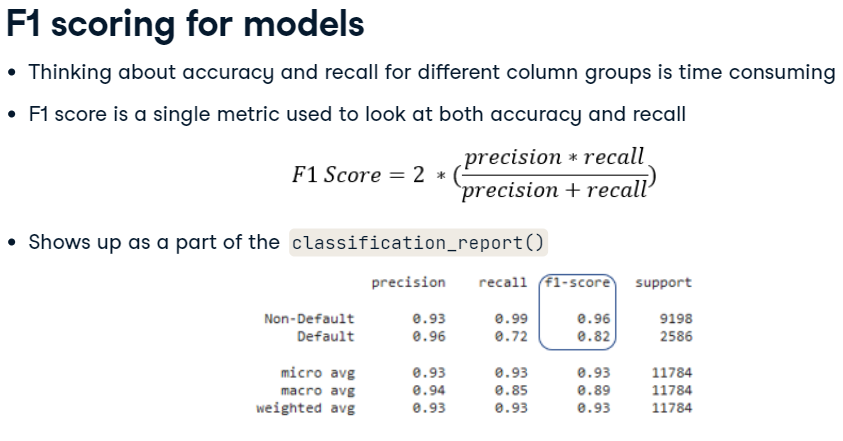 F1 scoring for models
• Thinking about accuracy and recall for different column groups is time consuming
• F1 score is a single metric used to look at both accuracy and recall
F1 Score = 2 * (precision * recall / precision + recall)
• Shows up as a part of the classification_report()
precision recall f1-score support
Non-Default 0.93 0.99 0.96 9198
Default 0.96 0.72 0.82 2586
micro avg 0.93 0.93 0.93 11784
macro avg 0.94 0.85 0.89 11784
weighted avg 0.93 0.93 0.93 11784